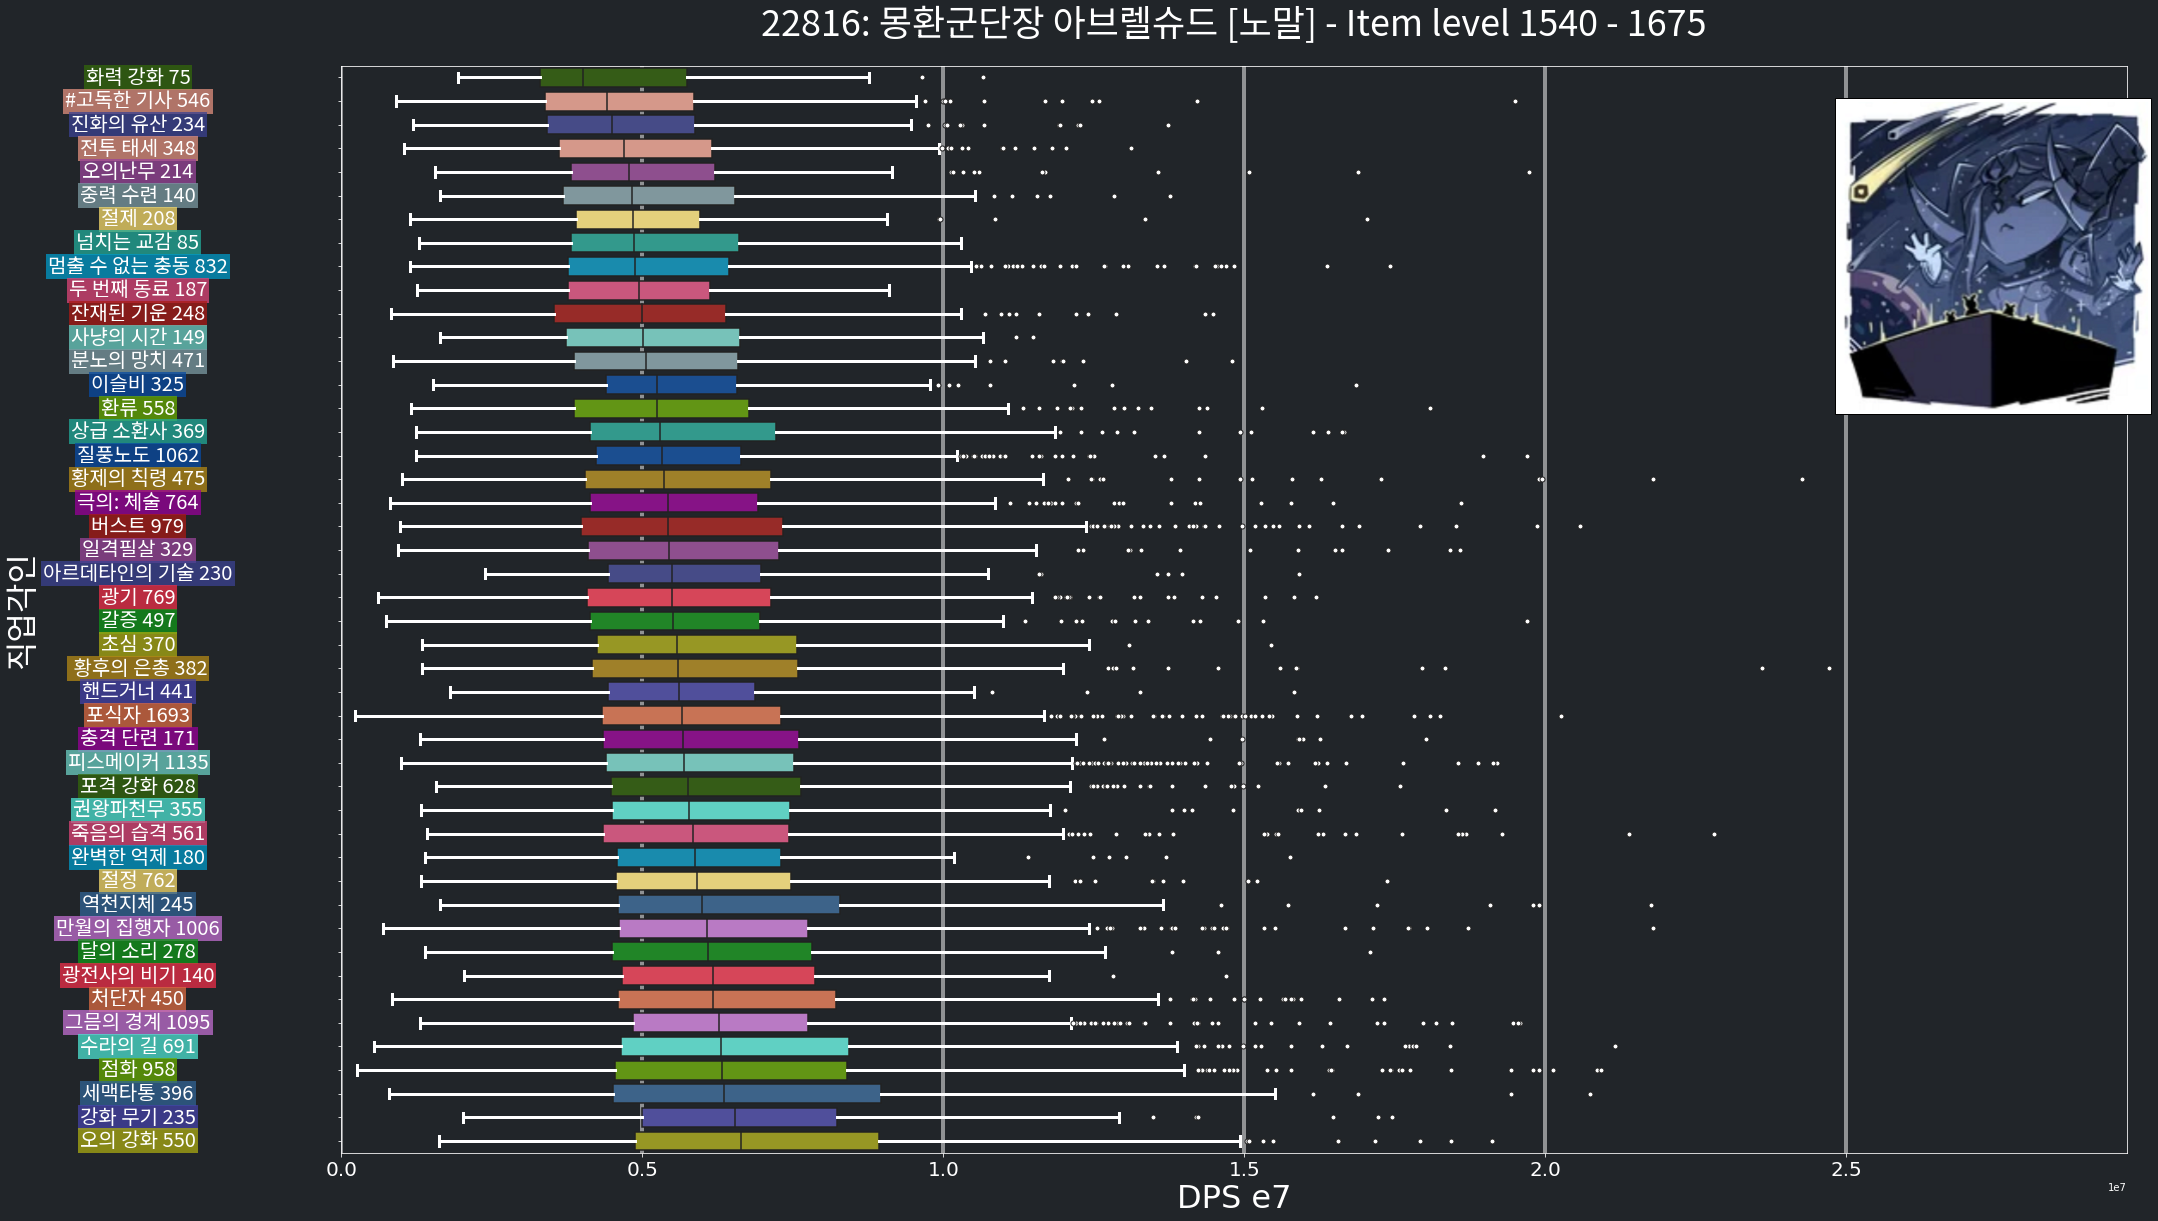 22816: 몽환군단장 아브렐슈드 [노말] - Item level 1540 - 1675
화력 강화 75
#고독한 기사 546
진화의 유산 234
전투 태세 348
오의난무 214
중력 수련 140
절제 208
넘치는 교감 85
멈출 수 없는 충동 832
두 번째 동료 187
잔재된 기운 248
사냥의 시간 149
분노의 망치 471
이슬비 325
환류 558
상급 소환사 369
질풍노도 1062
황제의 칙령 475
극의: 체술 764
버스트 979
일격필살 329
아르데타인의 기술 230
광기 769
갈증 497
초심 370
황후의 은총 382
핸드거너 441
포식자 1693
충격 단련 171
피스메이커 1135
포격 강화 628
권왕파천무 355
죽음의 습격 561
완벽한 억제 180
절정 762
역천지체 245
만월의 집행자 1006
달의 소리 278
광전사의 비기 140
처단자 450
그믐의 경계 1095
수라의 길 691
점화 958
세맥타통 396
강화 무기 235
오의 강화 550
직업각인
0.0 0.5 1.0 1.5 2.0 2.5
DPS e7
1e7